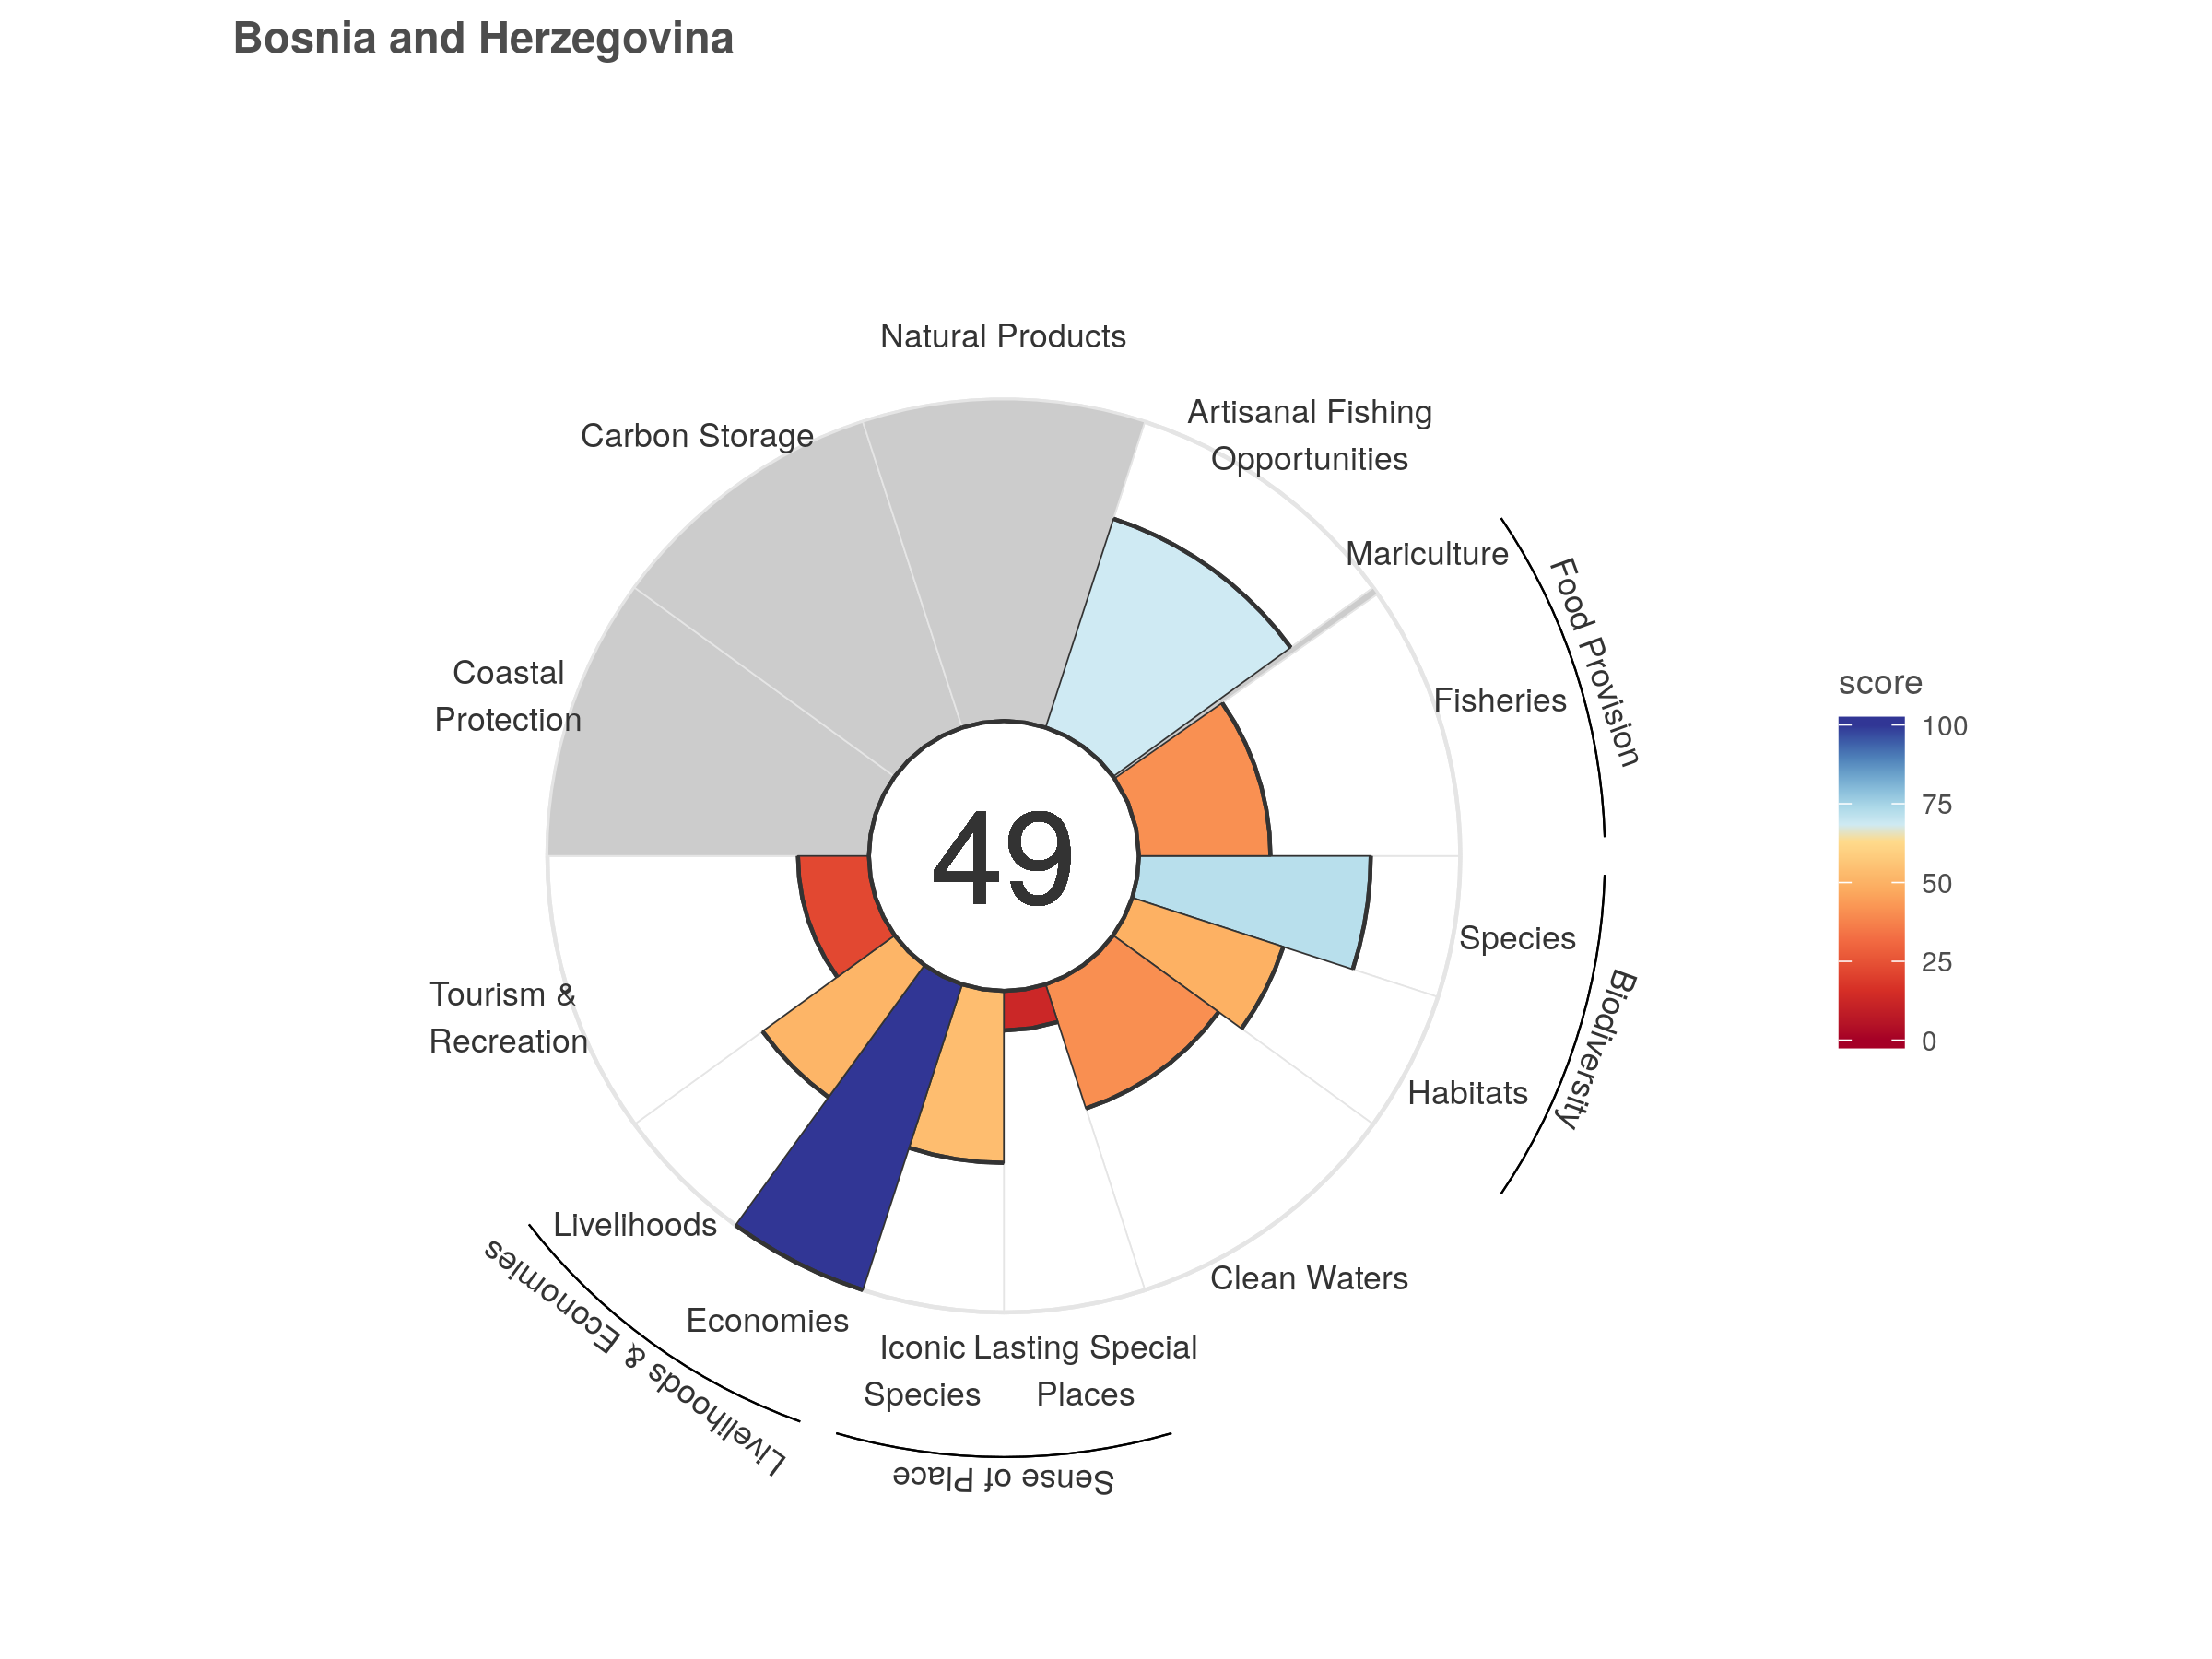 Bosnia and Herzegovina
Natural Products
Artisanal Fishing
Opportunities
Carbon Storage
Mariculture
Food Provision
Fisheries
Coastal
Protection
score
100
75
50
25
0
49
Species
Biodiversity
Habitats
Tourism &
Recreation
Livelihoods
Livelihoods & Economies
Economies
Clean Waters
Iconic
Species
Lasting Special
Places
Sense of Place